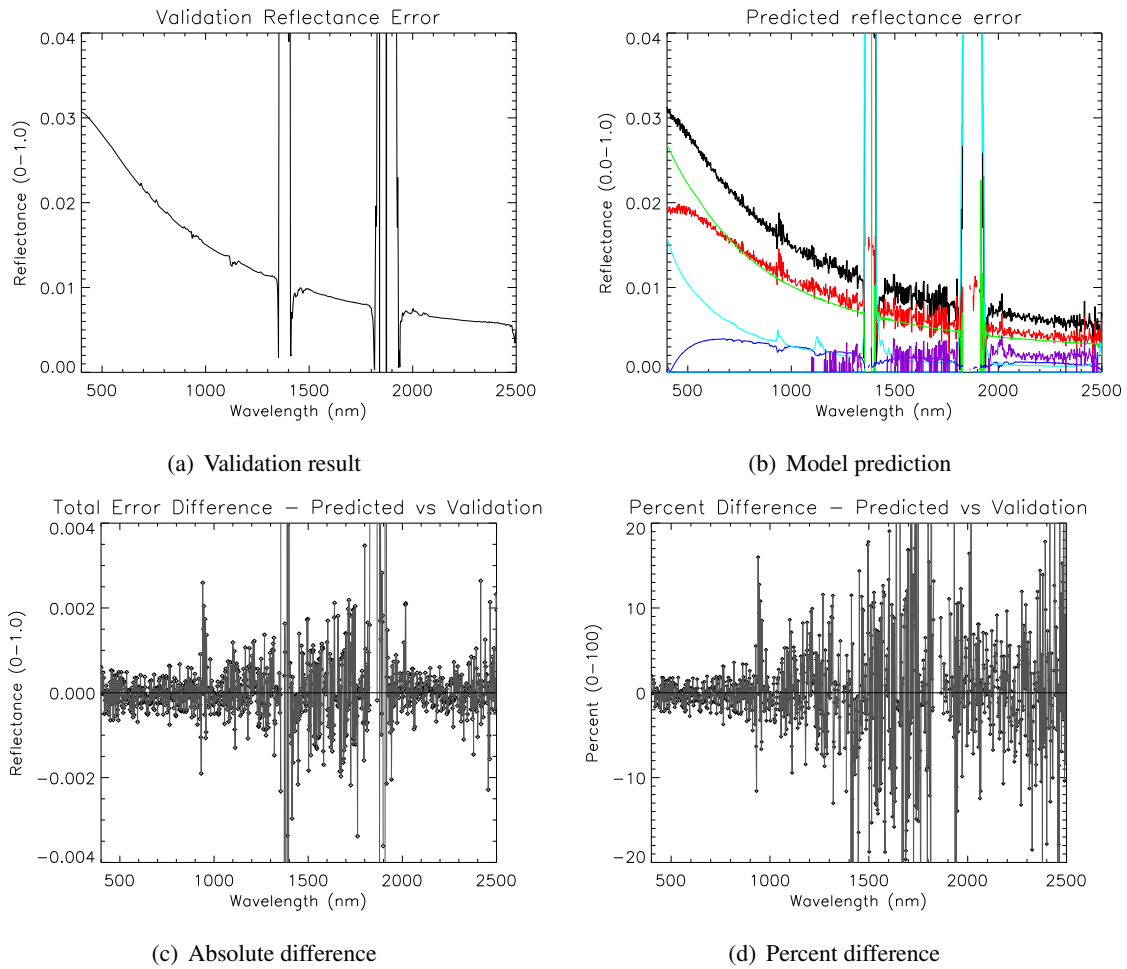 Validation Reflectance Error
Reflectance (0-1.0)
0.04
0.03
0.02
0.01
0.00
500 1000 1500 2000 2500
Wavelength (nm)
(a) Validation result
Predicted reflectance error
Reflectance (0.0-1.0)
0.04
0.03
0.02
0.01
0.00
500 1000 1500 2000 2500
Wavelength (nm)
(b) Model prediction
Total Error Difference - Predicted vs Validation
Reflectance (0-1.0)
0.004
0.002
0.000
-0.002
-0.004
500 1000 1500 2000 2500
Wavelength (nm)
(c) Absolute difference
Percent Difference - Predicted vs Validation
Percent (0-100)
20
10
0
-10
-20
500 1000 1500 2000 2500
Wavelength (nm)
(d) Percent difference